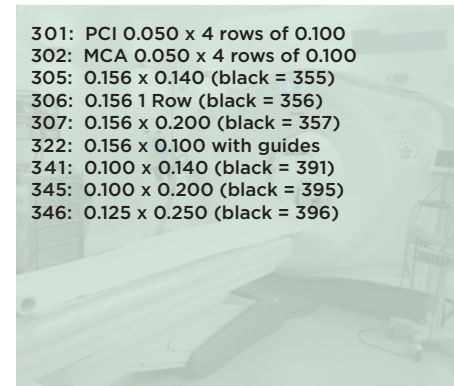 301: PCI 0.050 x 4 rows of 0.100
302: MCA 0.050 x 4 rows of 0.100
305: 0.156 x 0.140 (black = 355)
306: 0.156 1 Row (black = 356)
307: 0.156 x 0.200 (black = 357)
322: 0.156 x 0.100 with guides
341: 0.100 x 0.140 (black = 391)
345: 0.100 x 0.200 (black = 395)
346: 0.125 x 0.250 (black = 396)